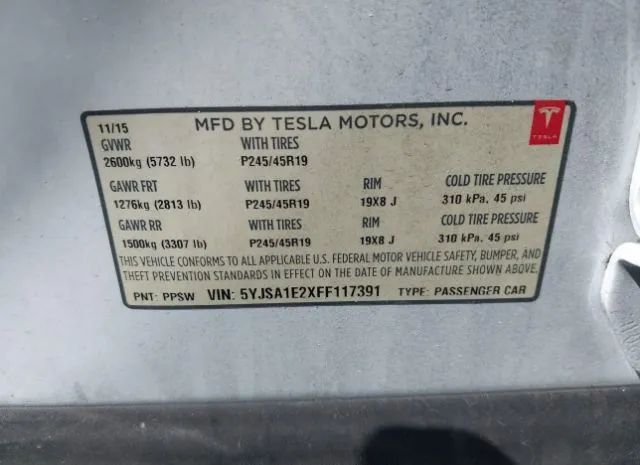 11/15 MFD BY TESLA MOTORS, INC. TESLA
GVWR WITH TIRES
2600kg (5732 lb) P245/45R19
GAWR FRT WITH TIRES RIM COLD TIRE PRESSURE
1276kg (2813 lb) P245/45R19 19X8 J 310 kPa, 45 psi
GAWR RR WITH TIRES RIM COLD TIRE PRESSURE
1500kg (3307 lb) P245/45R19 19X8 J 310 kPa, 45 psi
THIS VEHICLE CONFORMS TO ALL APPLICABLE U.S. FEDERAL MOTOR VEHICLE SAFETY, BUMPER, AND
THEFT PREVENTION STANDARDS IN EFFECT ON THE DATE OF MANUFACTURE SHOWN ABOVE.
PNT: PPSW VIN: 5YJSA1E2XFF117391 TYPE: PASSENGER CAR